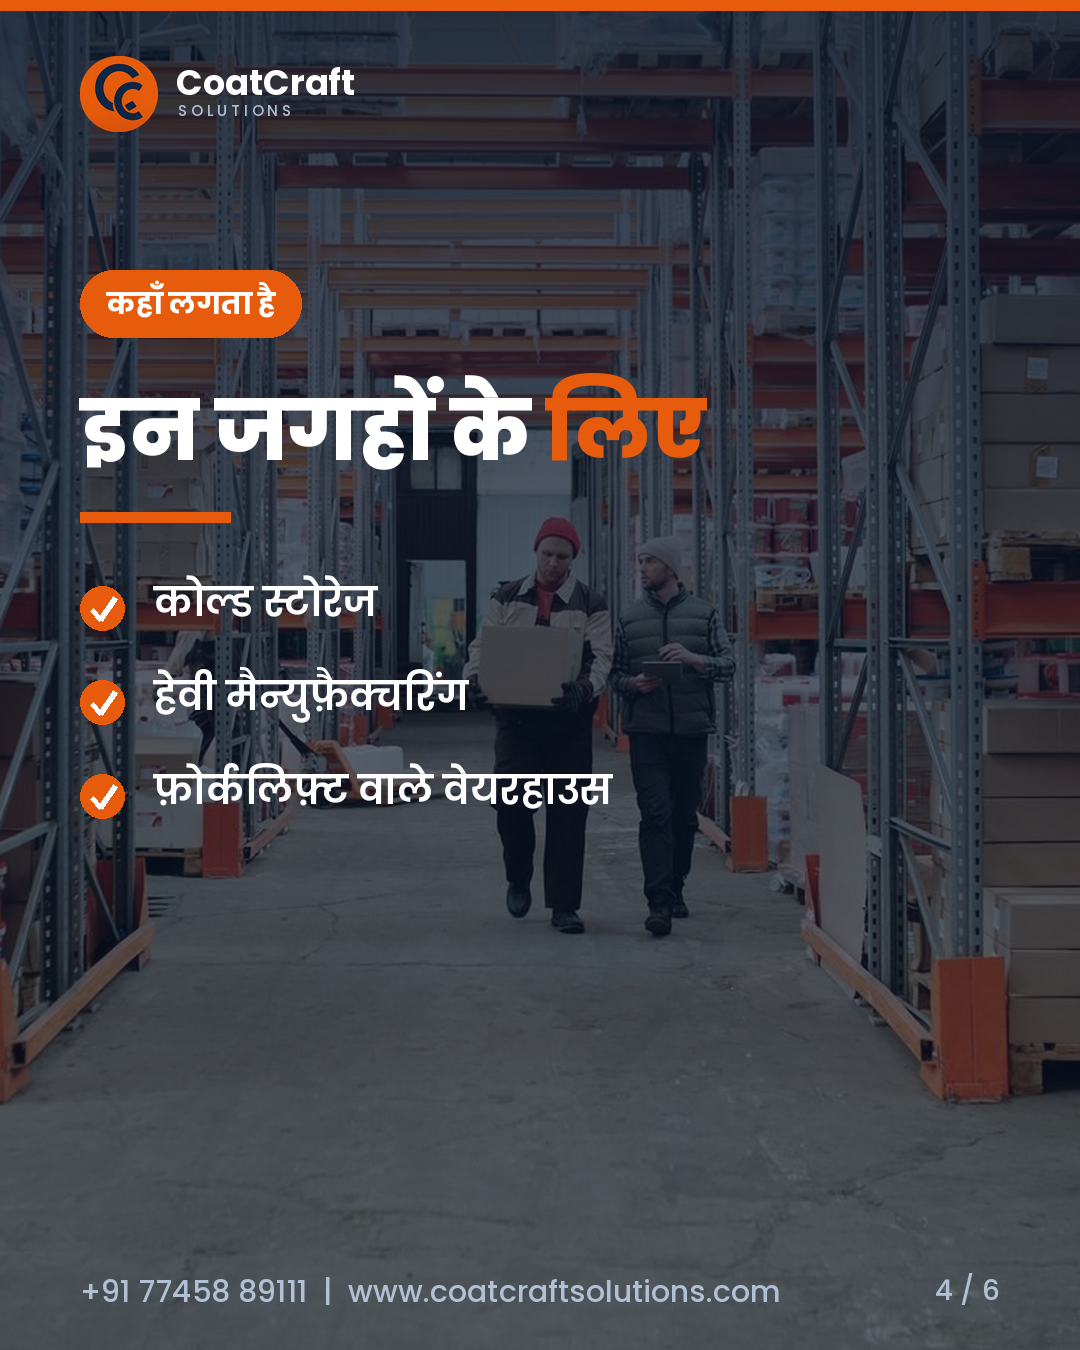 CoatCraft
SOLUTIONS
कहाँ लगता है
इन जगहों के लिए
कोल्ड स्टोरेज
हेवी मैन्युफ़ैक्चरिंग
फ़ोर्कलिफ़्ट वाले वेयरहाउस
+91 77458 89111 | www.coatcraftsolutions.com
4 / 6